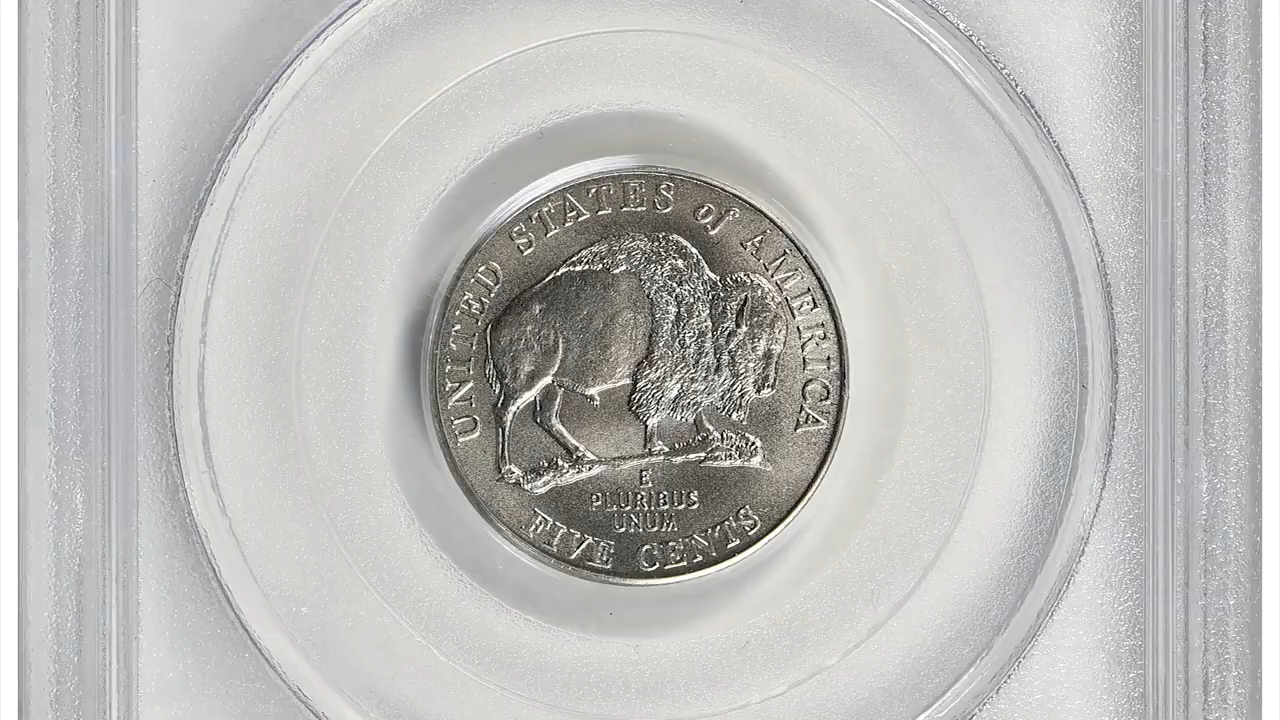 UNITED STATES of AMERICA
E
PLURIBUS
UNUM
FIVE CENTS